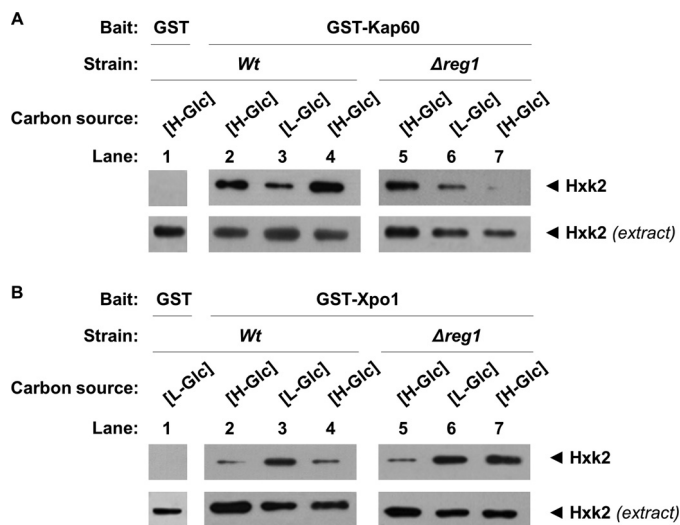 A
Bait: GST GST-Kap60
Strain: Wt Δreg1
Carbon source: [H-Glc] [H-Glc] [L-Glc] [H-Glc] [H-Glc] [L-Glc] [H-Glc]
Lane: 1 2 3 4 5 6 7
◄ Hxk2
◄ Hxk2 (extract)
B
Bait: GST GST-Xpo1
Strain: Wt Δreg1
Carbon source: [L-Glc] [H-Glc] [L-Glc] [H-Glc] [H-Glc] [L-Glc] [H-Glc]
Lane: 1 2 3 4 5 6 7
◄ Hxk2
◄ Hxk2 (extract)